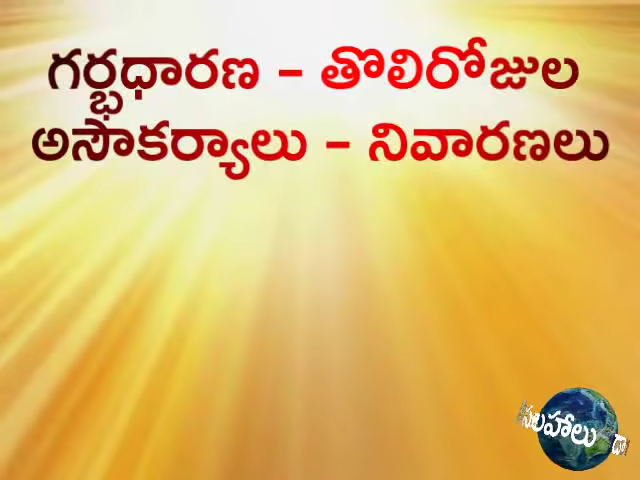 గర్భధారణ – తొలిరోజుల
అసౌకర్యాలు – నివారణలు
సలహాలు